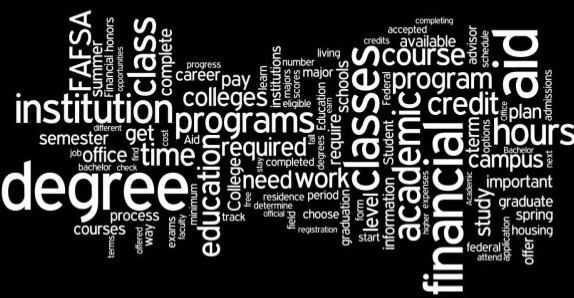 FAFSA
summer
Financial
honors
opportunities
class
complete
progress
career
pay
colleges
learn
institutions
majors
number
scores
eligible
living
major
schools
Education
earn
credits
accepted
completing
course
available
advisor
schedule
aid
program
Federal
classes
credit
plan
Office
admissions
institution
programs
hours
semester
different
get
cost
Aid
required
fall
degrees
require
Student
academic
term
options
Bachelor
job
office
find
time
bachelor
check
education
College
stay
completed
need
work
campus
next
degree
free
residence
period
determine
official
level
information
higher
expenses
financial
Academic
important
study
graduate
process
courses
terms
offered
way
exams
faculty
minimum
track
field
choose
registration
graduation
form
start
spring
housing
federal
attend
application
offer